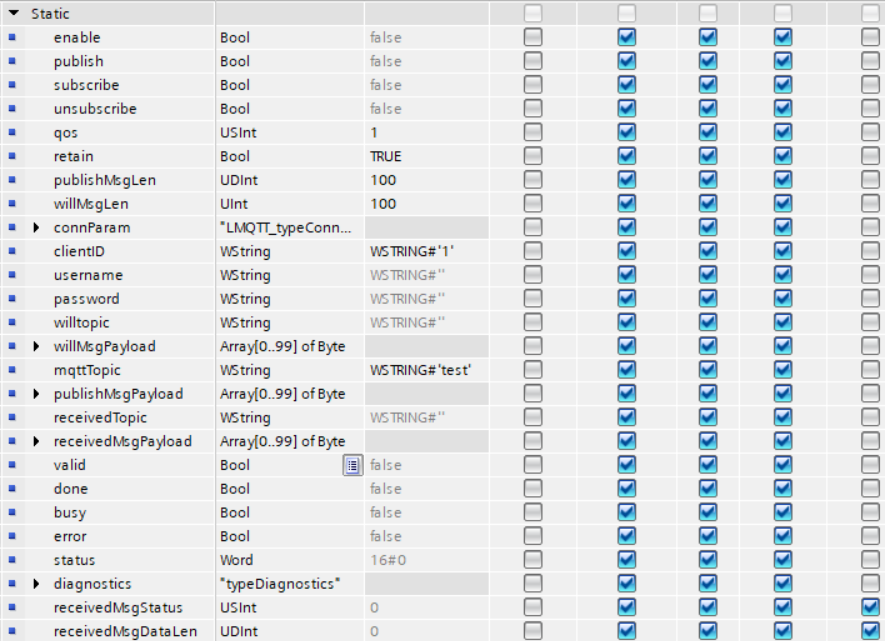 Static
enable Bool false
publish Bool false
subscribe Bool false
unsubscribe Bool false
qos USInt 1
retain Bool TRUE
publishMsgLen UDInt 100
willMsgLen UInt 100
connParam "LMQTT_typeConn...
clientID WString WSTRING#'1'
username WString WSTRING#''
password WString WSTRING#''
willtopic WString WSTRING#''
willMsgPayload Array[0..99] of Byte
mqttTopic WString WSTRING#'test'
publishMsgPayload Array[0..99] of Byte
receivedTopic WString WSTRING#''
receivedMsgPayload Array[0..99] of Byte
valid Bool false
done Bool false
busy Bool false
error Bool false
status Word 16#0
diagnostics "typeDiagnostics"
receivedMsgStatus USInt 0
receivedMsgDataLen UDInt 0